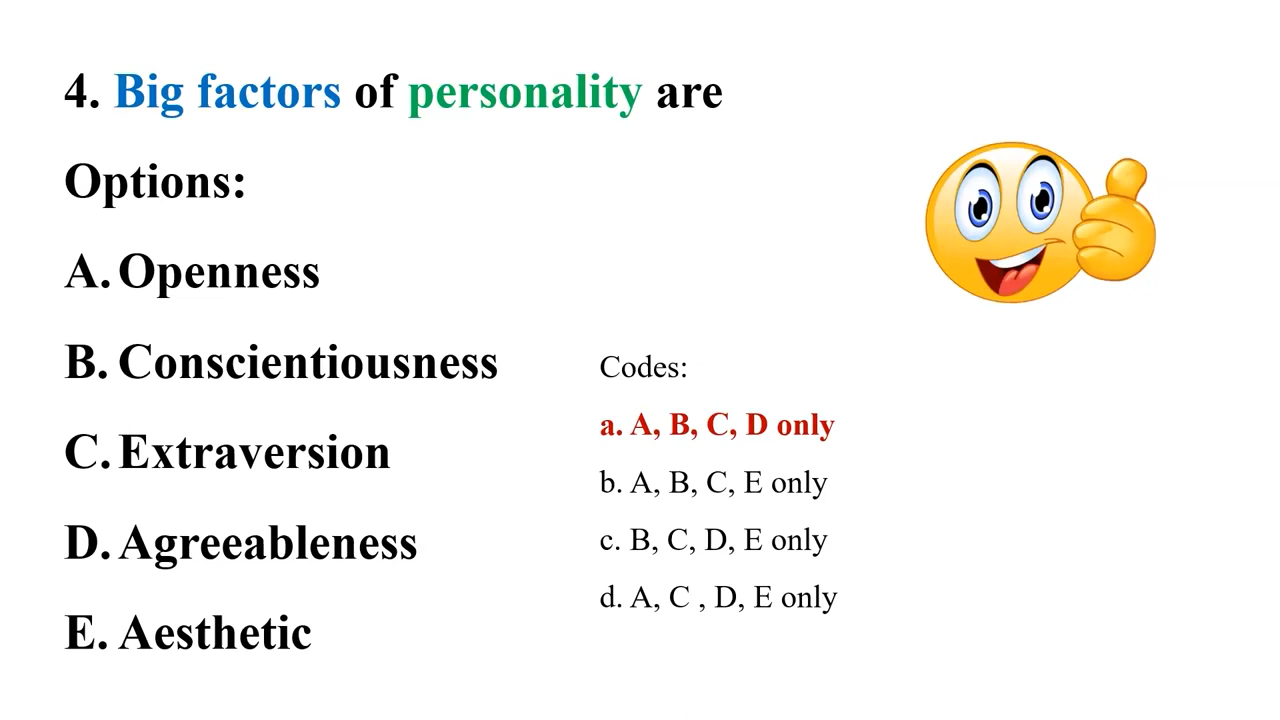 4. Big factors of personality are
Options:
A. Openness
B. Conscientiousness
C. Extraversion
D. Agreeableness
E. Aesthetic
Codes:
a. A, B, C, D only
b. A, B, C, E only
c. B, C, D, E only
d. A, C , D, E only